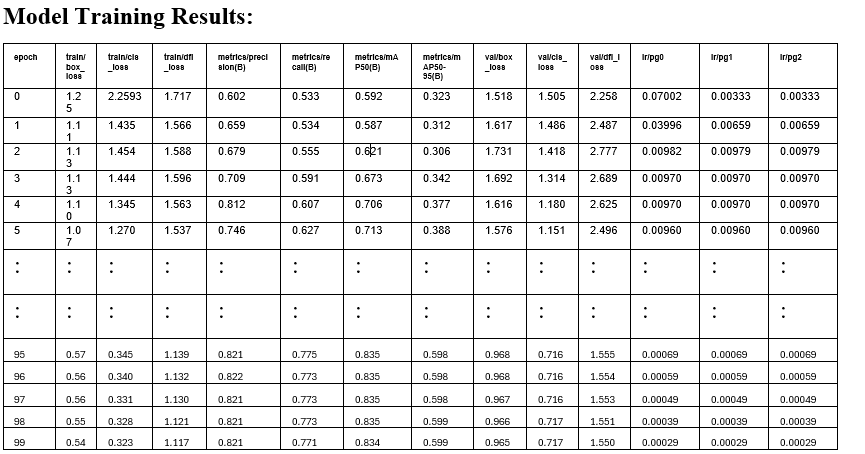 Model Training Results:
epoch train/box_loss train/cls_loss train/dfl_loss metrics/precision(B) metrics/recall(B) metrics/mAP50(B) metrics/mAP50-95(B) val/box_loss val/cls_loss val/dfl_loss lr/pg0 lr/pg1 lr/pg2
0 1.25 2.2593 1.717 0.602 0.533 0.592 0.323 1.518 1.505 2.258 0.07002 0.00333 0.00333
1 1.11 1.435 1.566 0.659 0.534 0.587 0.312 1.617 1.486 2.487 0.03996 0.00659 0.00659
2 1.13 1.454 1.588 0.679 0.555 0.621 0.306 1.731 1.418 2.777 0.00982 0.00979 0.00979
3 1.13 1.444 1.596 0.709 0.591 0.673 0.342 1.692 1.314 2.689 0.00970 0.00970 0.00970
4 1.10 1.345 1.563 0.812 0.607 0.706 0.377 1.616 1.180 2.625 0.00970 0.00970 0.00970
5 1.07 1.270 1.537 0.746 0.627 0.713 0.388 1.576 1.151 2.496 0.00960 0.00960 0.00960
: : : : : : : : : : : : : :
: : : : : : : : : : : : : :
95 0.57 0.345 1.139 0.821 0.775 0.835 0.598 0.968 0.716 1.555 0.00069 0.00069 0.00069
96 0.56 0.340 1.132 0.822 0.773 0.835 0.598 0.968 0.716 1.554 0.00059 0.00059 0.00059
97 0.56 0.331 1.130 0.821 0.773 0.835 0.598 0.967 0.716 1.553 0.00049 0.00049 0.00049
98 0.55 0.328 1.121 0.821 0.773 0.835 0.599 0.966 0.717 1.551 0.00039 0.00039 0.00039
99 0.54 0.323 1.117 0.821 0.771 0.834 0.599 0.965 0.717 1.550 0.00029 0.00029 0.00029